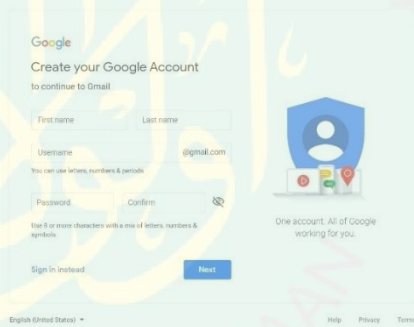 Google
Create your Google Account
to continue to Gmail
First name
Last name
Username
@gmail.com
You can use letters, numbers & periods
Password
Confirm
Use 8 or more characters with a mix of letters, numbers &
symbols
One account. All of Google
working for you.
Sign in instead
Next
English (United States)
Help
Privacy
Terms